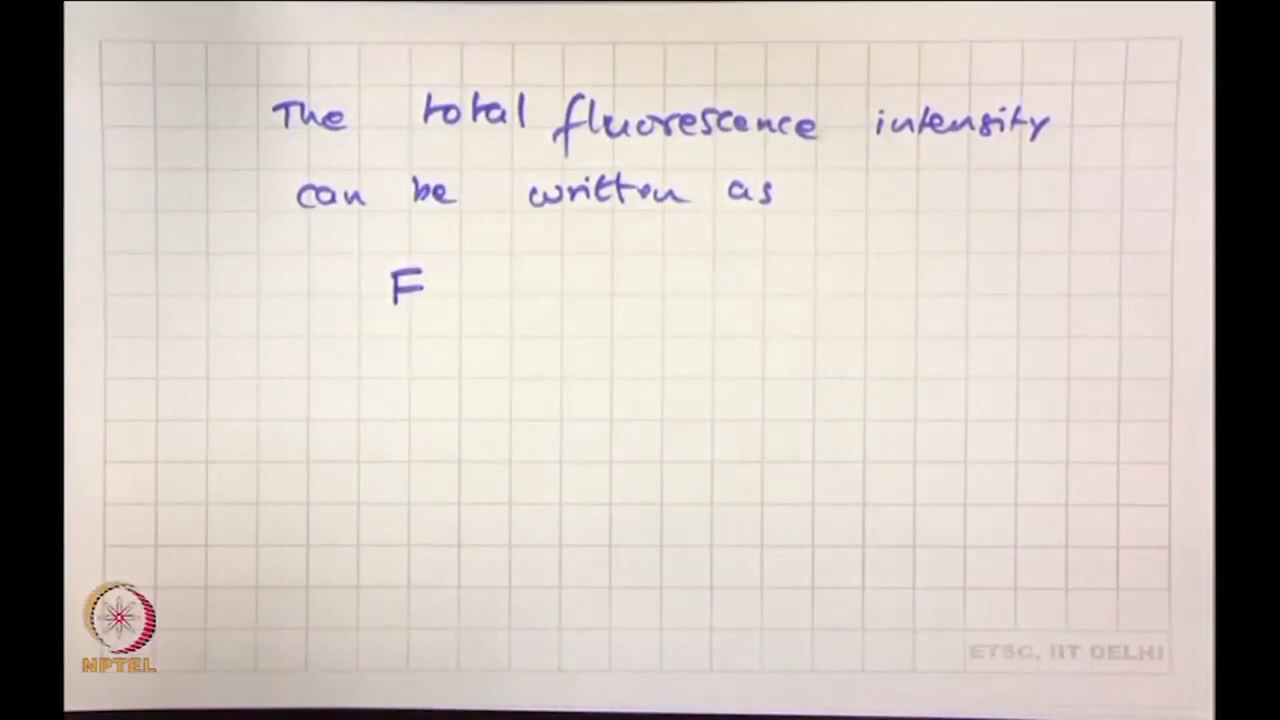 The total fluorescence intensity
can be written as
F
NPTEL
ETSC, IIT DELHI